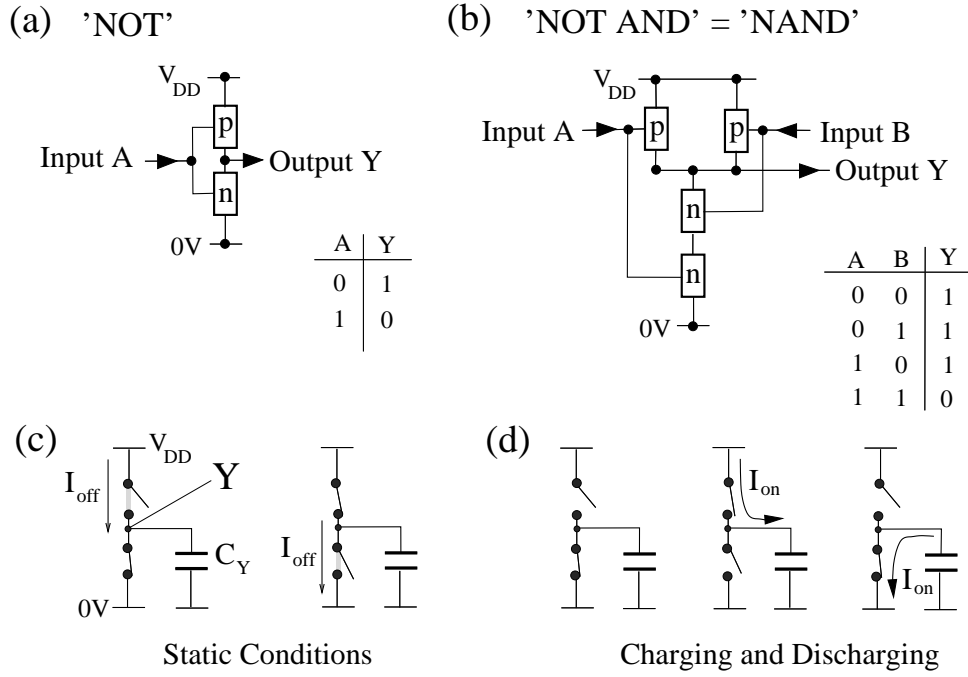 (a) 'NOT'
V_DD
p
Input A
Output Y
n
0V
A Y
0 1
1 0
(b) 'NOT AND' = 'NAND'
V_DD
Input A
p
p
Input B
Output Y
n
n
0V
A B Y
0 0 1
0 1 1
1 0 1
1 1 0
(c)
V_DD
I_off
Y
C_Y
0V
I_off
Static Conditions
(d)
I_on
I_on
Charging and Discharging